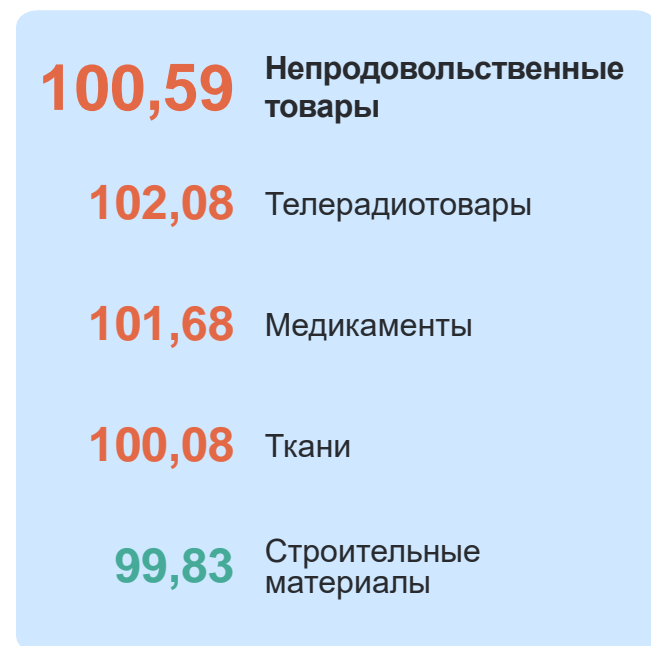 100,59 Непродовольственные
товары
102,08 Телерадиотовары
101,68 Медикаменты
100,08 Ткани
99,83 Строительные
материалы